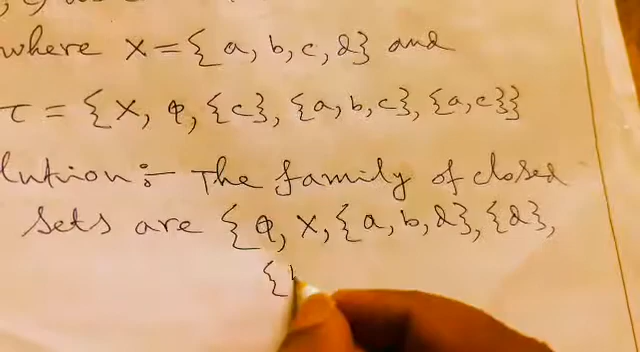 where X = { a, b, c, d } and
τ = { X, φ, {c}, {a, b, c}, {a, c}}
lution :- The family of closed
sets are { φ, X, {a, b, d}, {d},
{